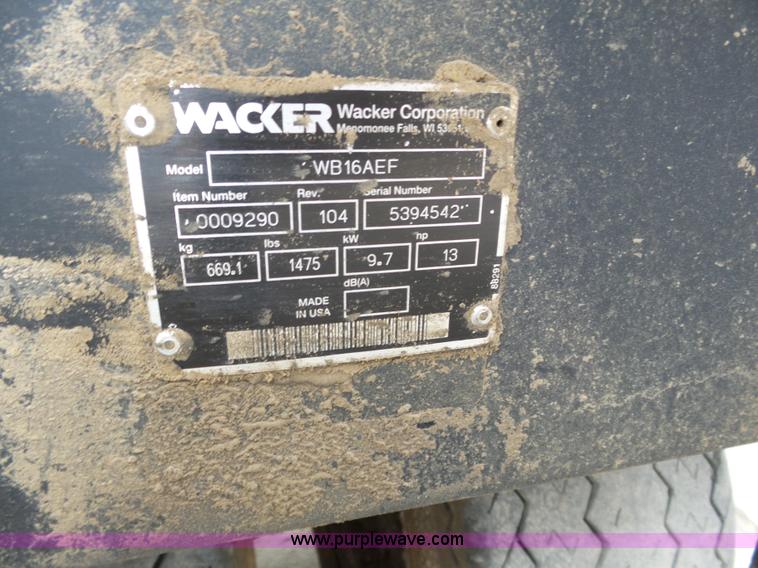 WACKER Wacker Corporation
Menomonee Falls, WI
Model WB16AEF
Item Number Rev. Serial Number
0009290 104 5394542
kg lbs kW hp
669.1 1475 9.7 13
dB(A)
MADE
IN USA
88291
www.purplewave.com